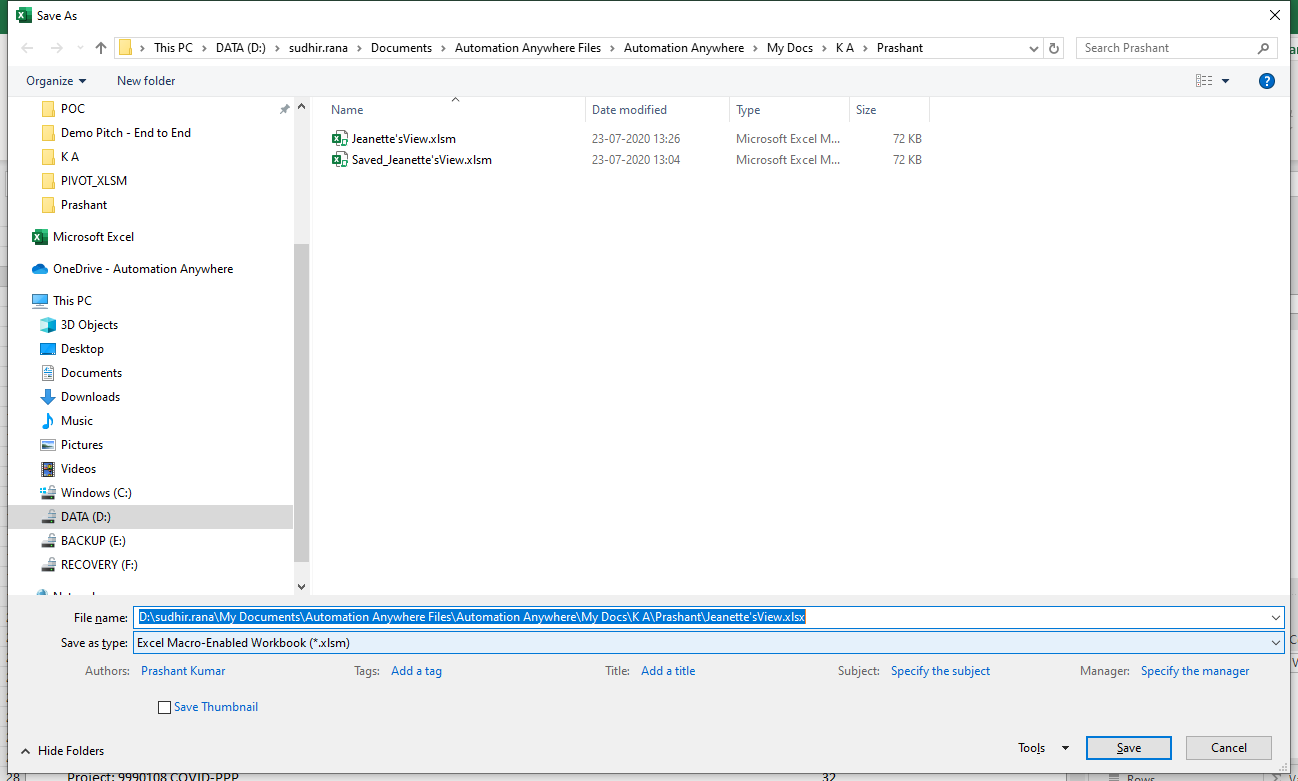 Save As
This PC > DATA (D:) > sudhir.rana > Documents > Automation Anywhere Files > Automation Anywhere > My Docs > K A > Prashant
Search Prashant
Organize
New folder
POC
Demo Pitch - End to End
K A
PIVOT_XLSM
Prashant
Microsoft Excel
OneDrive - Automation Anywhere
This PC
3D Objects
Desktop
Documents
Downloads
Music
Pictures
Videos
Windows (C:)
DATA (D:)
BACKUP (E:)
RECOVERY (F:)
Name Date modified Type Size
Jeanette'sView.xlsm 23-07-2020 13:26 Microsoft Excel M... 72 KB
Saved_Jeanette'sView.xlsm 23-07-2020 13:04 Microsoft Excel M... 72 KB
File name: D:\sudhir.rana\My Documents\Automation Anywhere Files\Automation Anywhere\My Docs\K A\Prashant\Jeanette'sView.xlsx
Save as type: Excel Macro-Enabled Workbook (*.xlsm)
Authors: Prashant Kumar Tags: Add a tag Title: Add a title Subject: Specify the subject Manager: Specify the manager
Save Thumbnail
Hide Folders
Tools
Save
Cancel
28 Project: 9990108 COVID-PPP 32
Rows